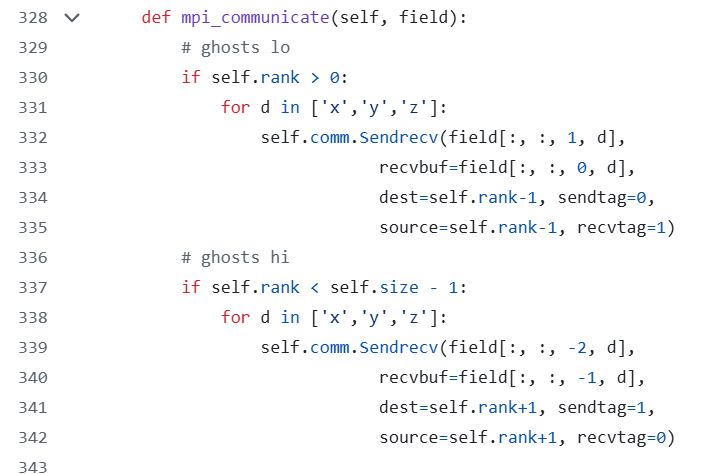 328 def mpi_communicate(self, field):
329 # ghosts lo
330 if self.rank > 0:
331 for d in ['x','y','z']:
332 self.comm.Sendrecv(field[:, :, 1, d],
333 recvbuf=field[:, :, 0, d],
334 dest=self.rank-1, sendtag=0,
335 source=self.rank-1, recvtag=1)
336 # ghosts hi
337 if self.rank < self.size - 1:
338 for d in ['x','y','z']:
339 self.comm.Sendrecv(field[:, :, -2, d],
340 recvbuf=field[:, :, -1, d],
341 dest=self.rank+1, sendtag=1,
342 source=self.rank+1, recvtag=0)
343